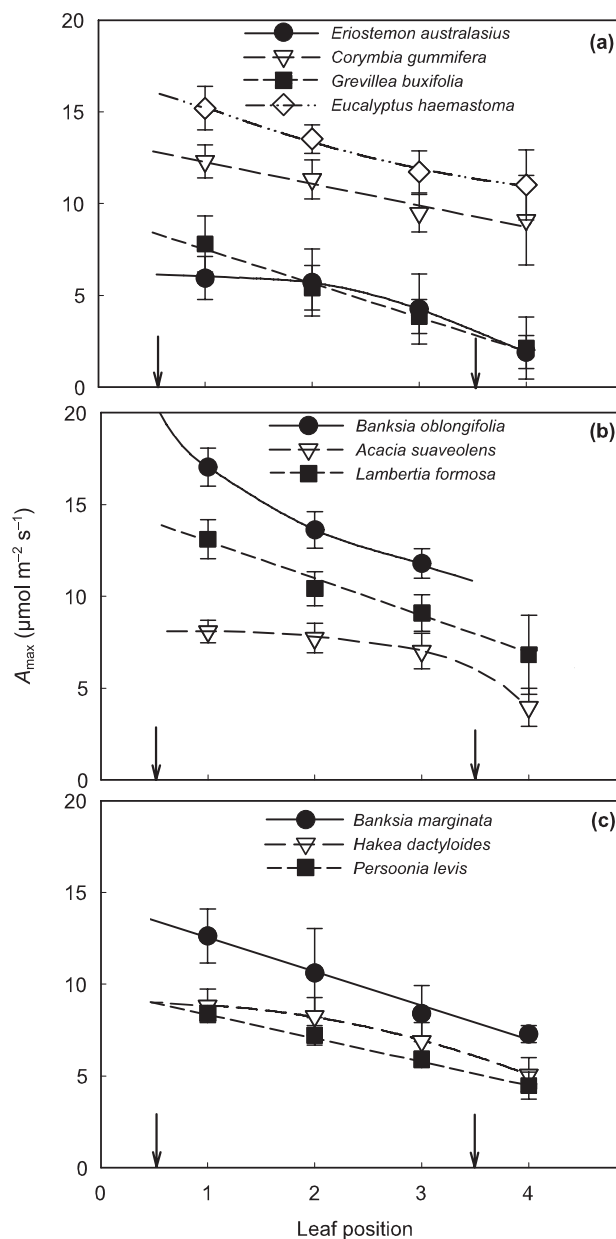 20
(a)
Eriostemon australasius
Corymbia gummifera
Grevillea buxifolia
Eucalyptus haemastoma
15
10
5
0
20
(b)
Banksia oblongifolia
Acacia suaveolens
Lambertia formosa
15
10
5
0
A max (μmol m−2 s−1)
20
(c)
Banksia marginata
Hakea dactyloides
Persoonia levis
15
10
5
0
0 1 2 3 4
Leaf position